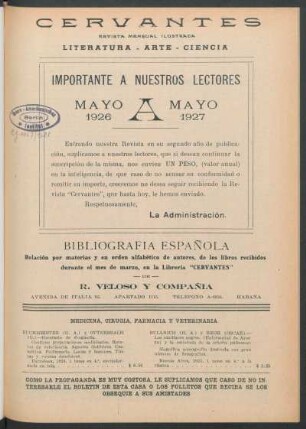 CERVANTES
REVISTA MENSUAL ILUSTRADA
LITERATURA - ARTE - CIENCIA
IMPORTANTE A NUESTROS LECTORES
MAYO A MAYO
1926 1927
Entrando nuestra Revista en su segundo año de publica-
ción, suplicamos a nuestros lectores, que si desean continuar la
suscripción de la misma, nos envíen UN PESO, (valor anual)
en la inteligencia, de que caso de no acusar su conformidad o
remitir su importe, creeremos no desea seguir recibiendo la Re-
vista "Cervantes", que hasta hoy, le hemos enviado.
Respetuosamente,
La Administración.
BIBLIOGRAFIA ESPAÑOLA
Relación por materias y en orden alfabético de autores, de los libros recibidos
durante el mes de marzo, en la Librería "CERVANTES"
DE
R. VELOSO Y COMPAÑIA
AVENIDA DE ITALIA 62. APARTADO 1115. TELEFONO A-4958. HABANA
MEDICINA, CIRUGIA, FARMACIA Y VETERINARIA
COMO LA PROPAGANDA ES MUY COSTOSA, LE SUPLICAMOS QUE CASO DE NO IN-
TERESARLE EL BOLETIN DE ESTA CASA O LOS FOLLETOS QUE RECIBA SE LOS
OBSEQUIE A SUS AMISTADES